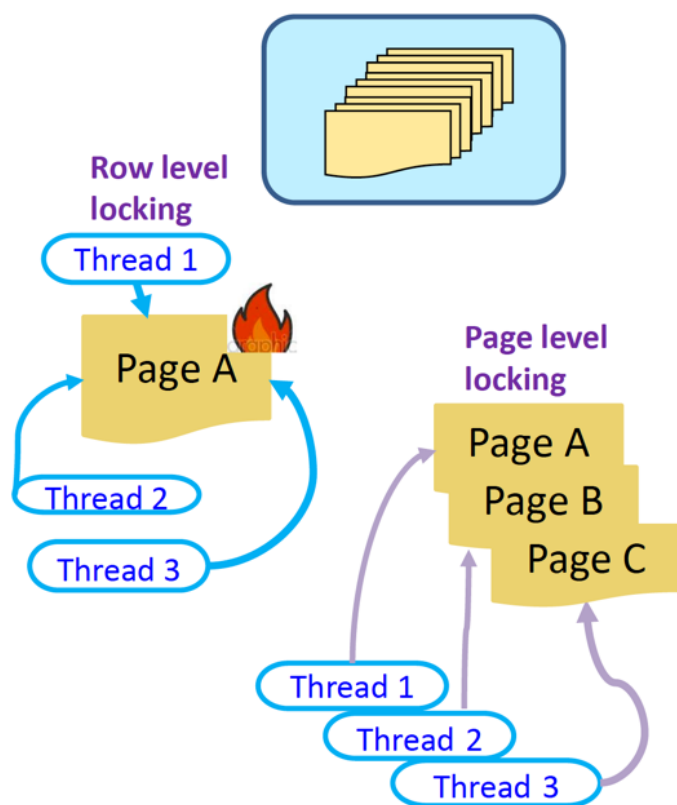 Row level
locking
Thread 1
Page A
graphic
Thread 2
Thread 3
Page level
locking
Page A
Page B
Page C
Thread 1
Thread 2
Thread 3